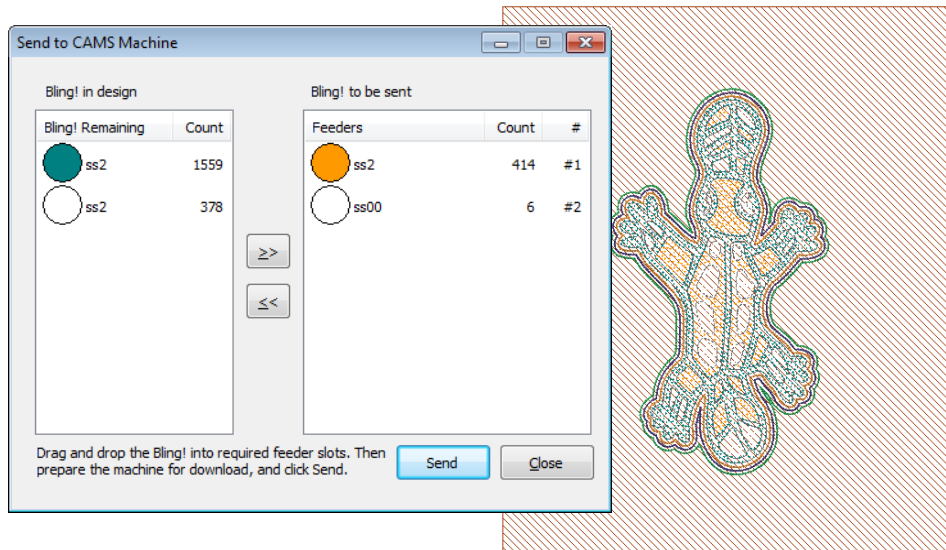 Send to CAMS Machine
Bling! in design
Bling! to be sent
Bling! Remaining Count
ss2 1559
ss2 378
Feeders Count #
ss2 414 #1
ss00 6 #2
>>
<<
Drag and drop the Bling! into required feeder slots. Then
prepare the machine for download, and click Send.
Send
Close